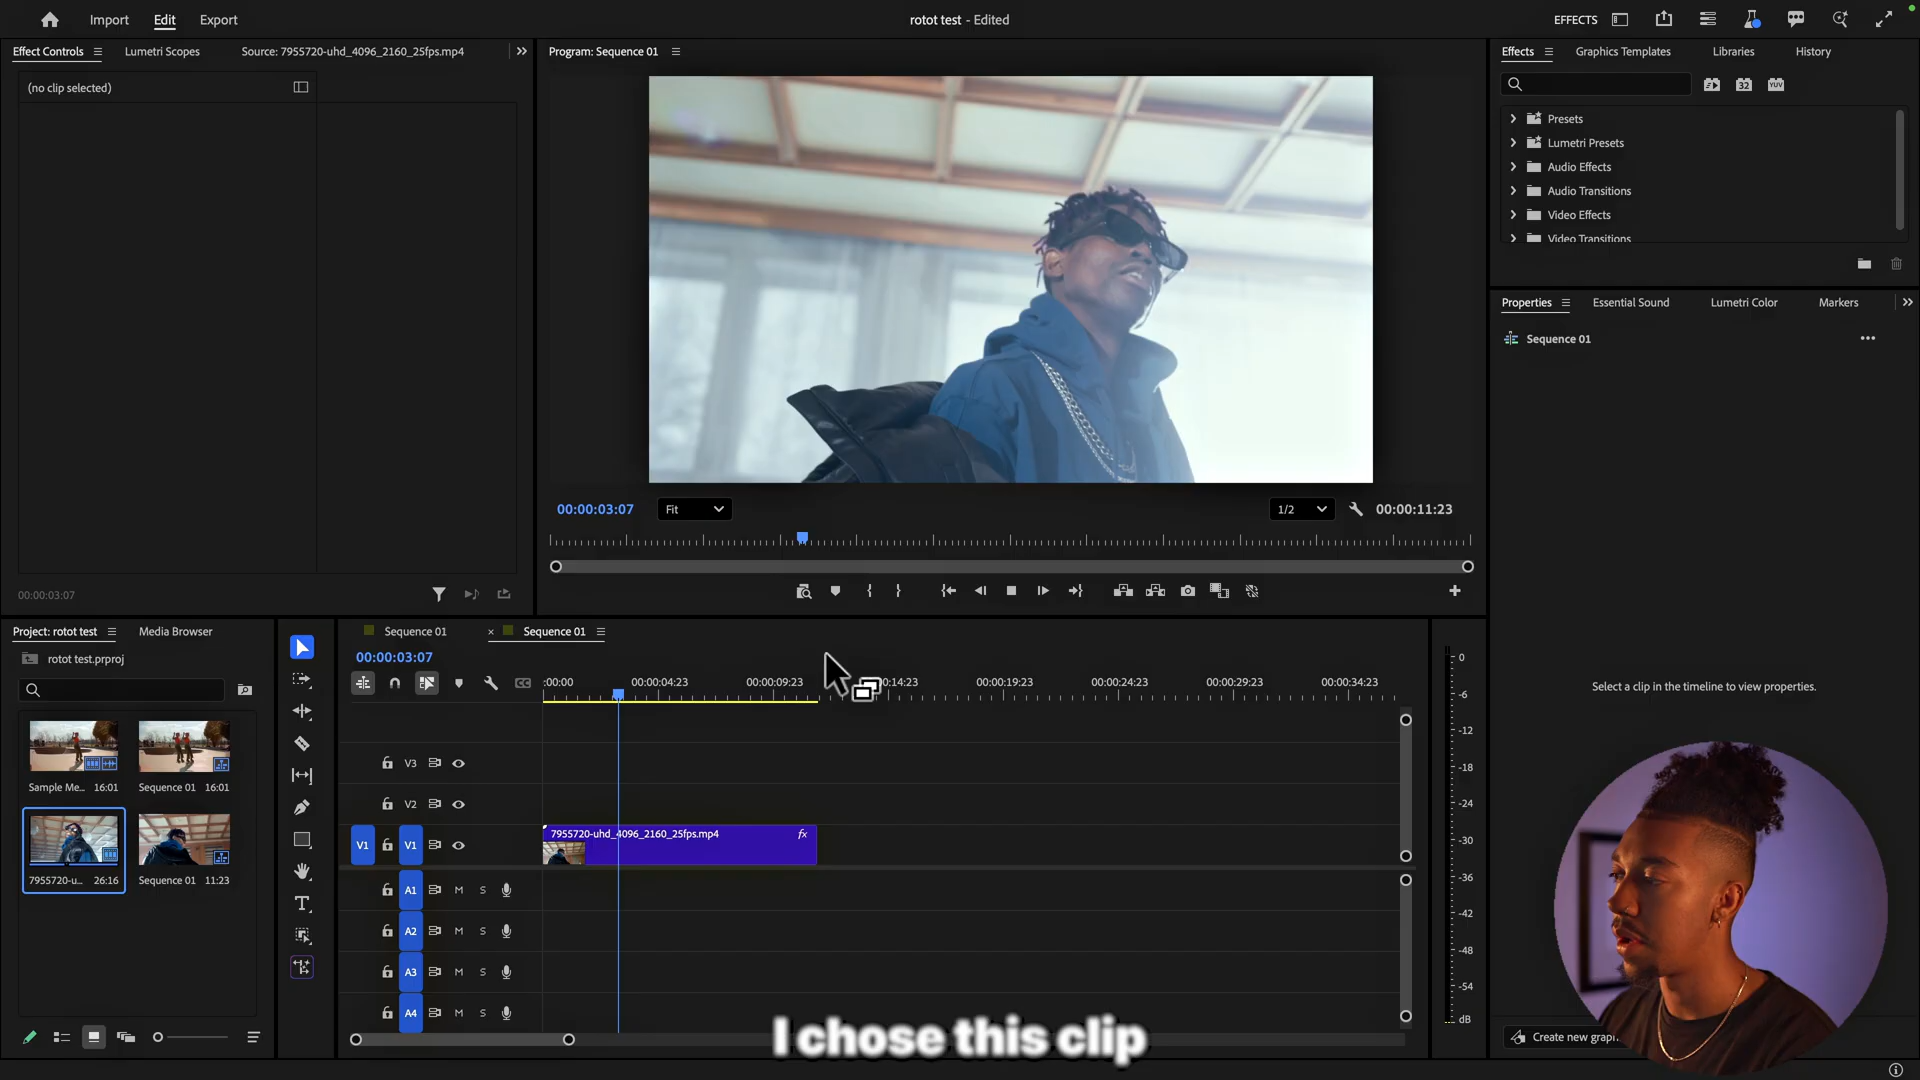 Import
Edit
Export
rotot test - Edited
EFFECTS
Effect Controls
Lumetri Scopes
Source: 7955720-uhd_4096_2160_25fps.mp4
Program: Sequence 01
Effects
Graphics Templates
Libraries
History
(no clip selected)
Presets
Lumetri Presets
Audio Effects
Audio Transitions
Video Effects
Video Transitions
32
YUV
Properties
Essential Sound
Lumetri Color
Markers
Sequence 01
00:00:03:07
Fit
1/2
00:00:11:23
00:00:03:07
Project: rotot test
Media Browser
rotot test.prproj
Sample Me... 16:01
Sequence 01 16:01
7955720-u... 26:16
Sequence 01 11:23
Sequence 01
Sequence 01
00:00:03:07
CC
:00:00
00:00:04:23
00:00:09:23
0:14:23
00:00:19:23
00:00:24:23
00:00:29:23
00:00:34:23
V3
V2
V1 V1
7955720-uhd_4096_2160_25fps.mp4 fx
A1 M S
A2 M S
A3 M S
A4 M S
0
-6
-12
-18
-24
-30
-36
-42
-48
-54
dB
Select a clip in the timeline to view properties.
Create new graph
I chose this clip